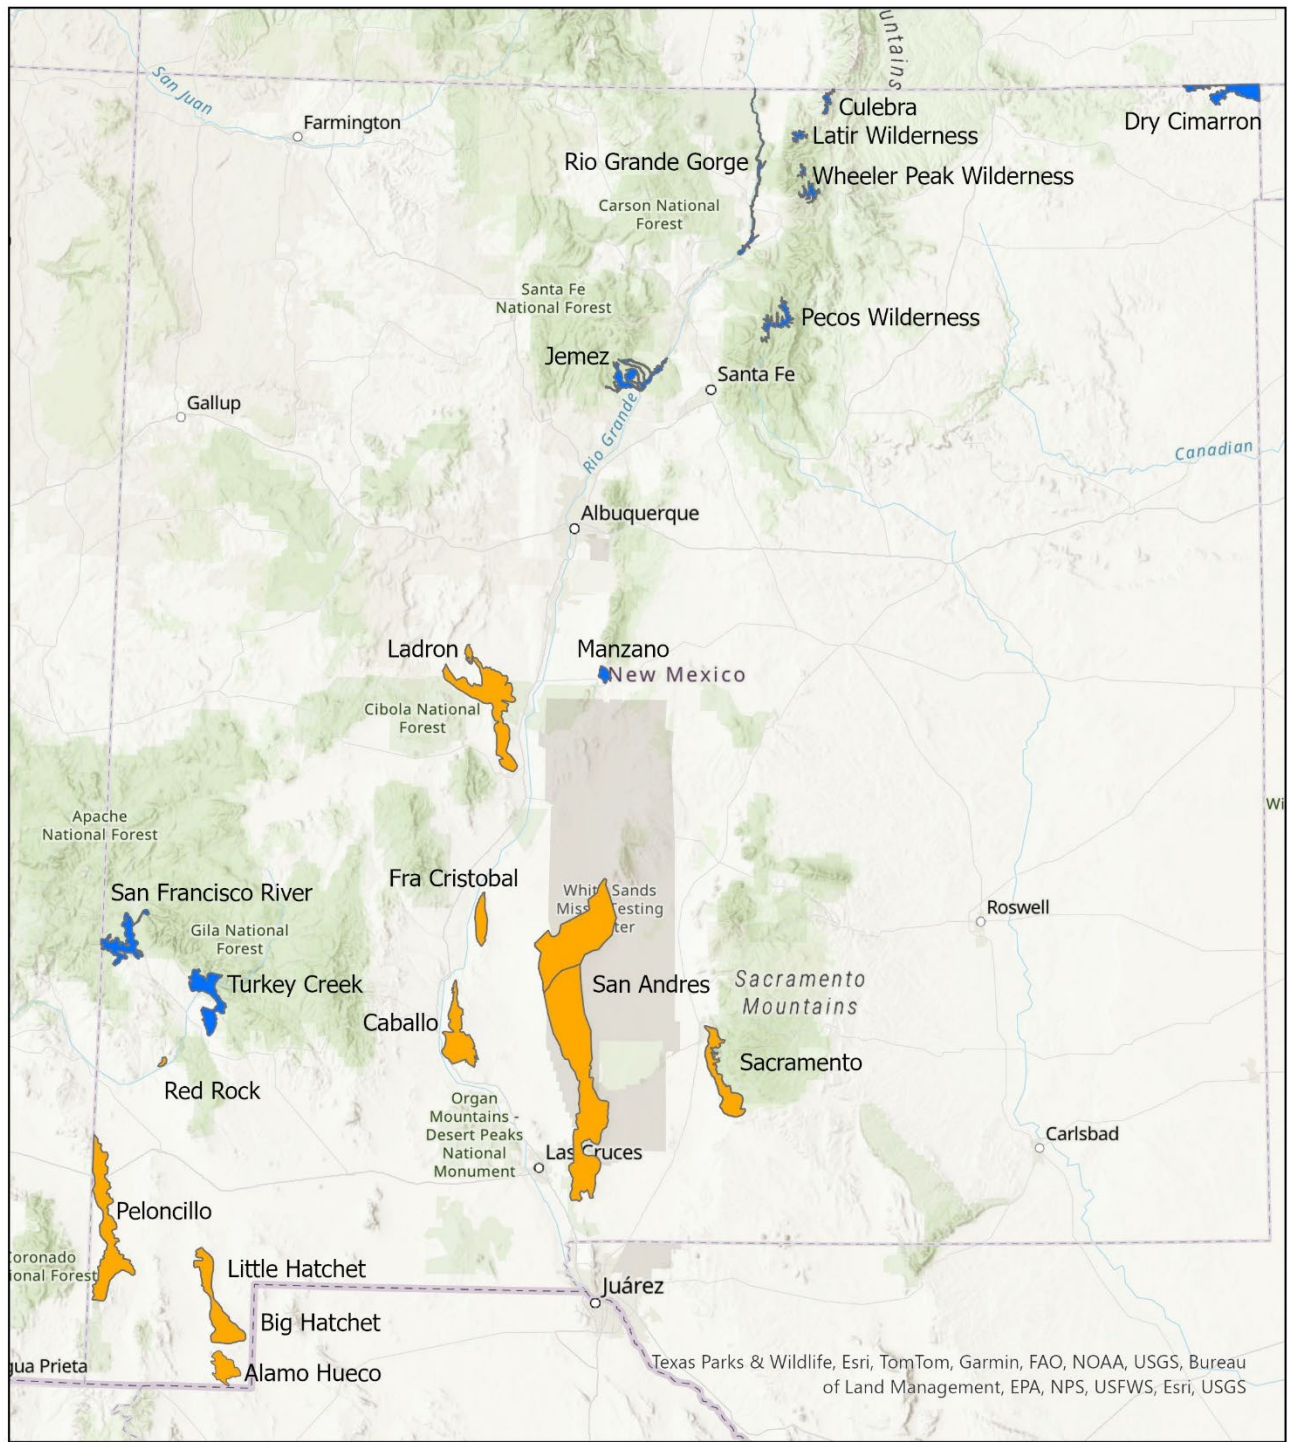 untains
San Juan
Farmington
Culebra
Dry Cimarron
Latir Wilderness
Rio Grande Gorge
Wheeler Peak Wilderness
Carson National
Forest
Santa Fe
National Forest
Pecos Wilderness
Jemez
Santa Fe
Gallup
Rio Grande
Canadian
Albuquerque
Ladron
Manzano
New Mexico
Cibola National
Forest
Apache
National Forest
Wi
San Francisco River
Fra Cristobal
White Sands
Roswell
Gila National
Forest
Turkey Creek
San Andres
Sacramento
Mountains
Caballo
Sacramento
Red Rock
Organ
Mountains -
Desert Peaks
National
Monument
Las Cruces
Carlsbad
Peloncillo
oronado
ional Forest
Little Hatchet
Juárez
Big Hatchet
gua Prieta
Alamo Hueco
Texas Parks & Wildlife, Esri, TomTom, Garmin, FAO, NOAA, USGS, Bureau
of Land Management, EPA, NPS, USFWS, Esri, USGS